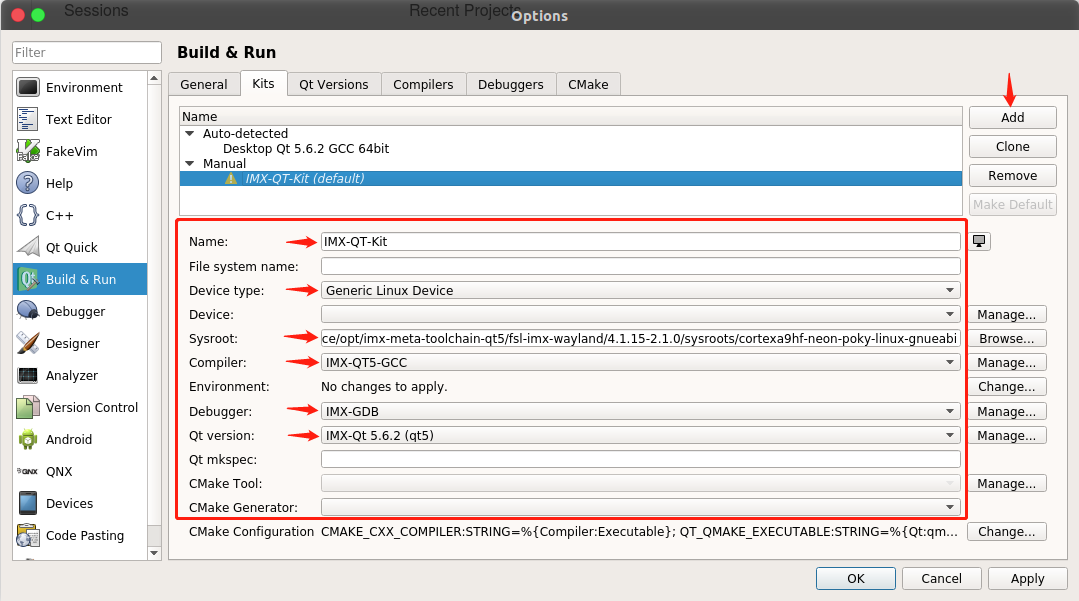 Sessions
Recent Projects
Options
Filter
Build & Run
General Kits Qt Versions Compilers Debuggers CMake
Environment
Text Editor
FakeVim
Help
C++
Qt Quick
Build & Run
Debugger
Designer
Analyzer
Version Control
Android
QNX
Devices
Code Pasting
Name
Auto-detected
Desktop Qt 5.6.2 GCC 64bit
Manual
IMX-QT-Kit (default)
Add
Clone
Remove
Make Default
Name: IMX-QT-Kit
File system name:
Device type: Generic Linux Device
Device: Manage...
Sysroot: ce/opt/imx-meta-toolchain-qt5/fsl-imx-wayland/4.1.15-2.1.0/sysroots/cortexa9hf-neon-poky-linux-gnueabi Browse...
Compiler: IMX-QT5-GCC Manage...
Environment: No changes to apply. Change...
Debugger: IMX-GDB Manage...
Qt version: IMX-Qt 5.6.2 (qt5) Manage...
Qt mkspec:
CMake Tool: Manage...
CMake Generator:
CMake Configuration CMAKE_CXX_COMPILER:STRING=%{Compiler:Executable}; QT_QMAKE_EXECUTABLE:STRING=%{Qt:qm... Change...
OK Cancel Apply